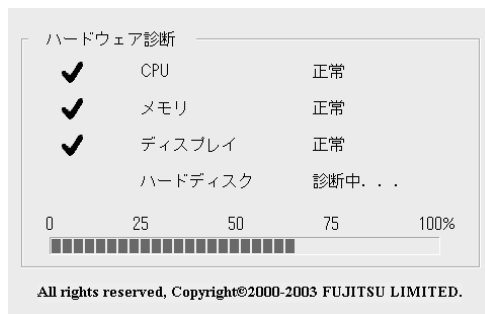 ハードウェア診断
CPU 正常
メモリ 正常
ディスプレイ 正常
ハードディスク 診断中. . .
0 25 50 75 100%
All rights reserved, Copyright©2000-2003 FUJITSU LIMITED.